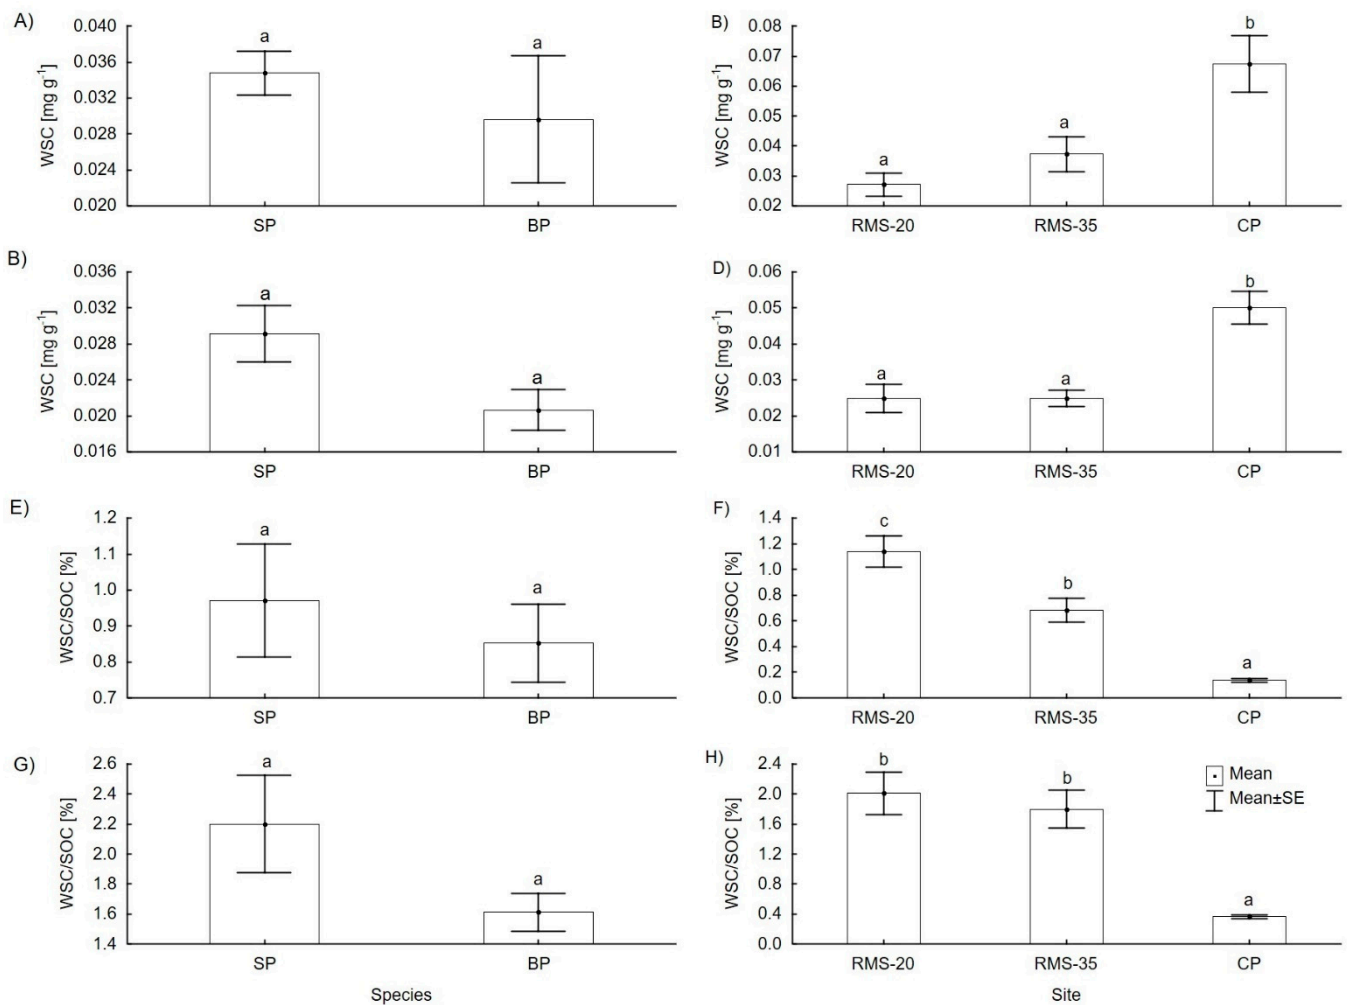 A)
WSC [mg g-1]
0.040
0.036
0.032
0.028
0.024
0.020
a
a
SP
BP
B)
WSC [mg g-1]
0.08
0.07
0.06
0.05
0.04
0.03
0.02
a
a
b
RMS-20
RMS-35
CP
B)
WSC [mg g-1]
0.036
0.032
0.028
0.024
0.020
0.016
a
a
SP
BP
D)
WSC [mg g-1]
0.06
0.05
0.04
0.03
0.02
0.01
a
a
b
RMS-20
RMS-35
CP
E)
WSC/SOC [%]
1.2
1.1
1.0
0.9
0.8
0.7
a
a
SP
BP
F)
WSC/SOC [%]
1.4
1.2
1.0
0.8
0.6
0.4
0.2
0.0
c
b
a
RMS-20
RMS-35
CP
G)
WSC/SOC [%]
2.6
2.4
2.2
2.0
1.8
1.6
1.4
a
a
SP
BP
Species
H)
WSC/SOC [%]
2.4
2.0
1.6
1.2
0.8
0.4
0.0
b
b
a
Mean
Mean±SE
RMS-20
RMS-35
CP
Site